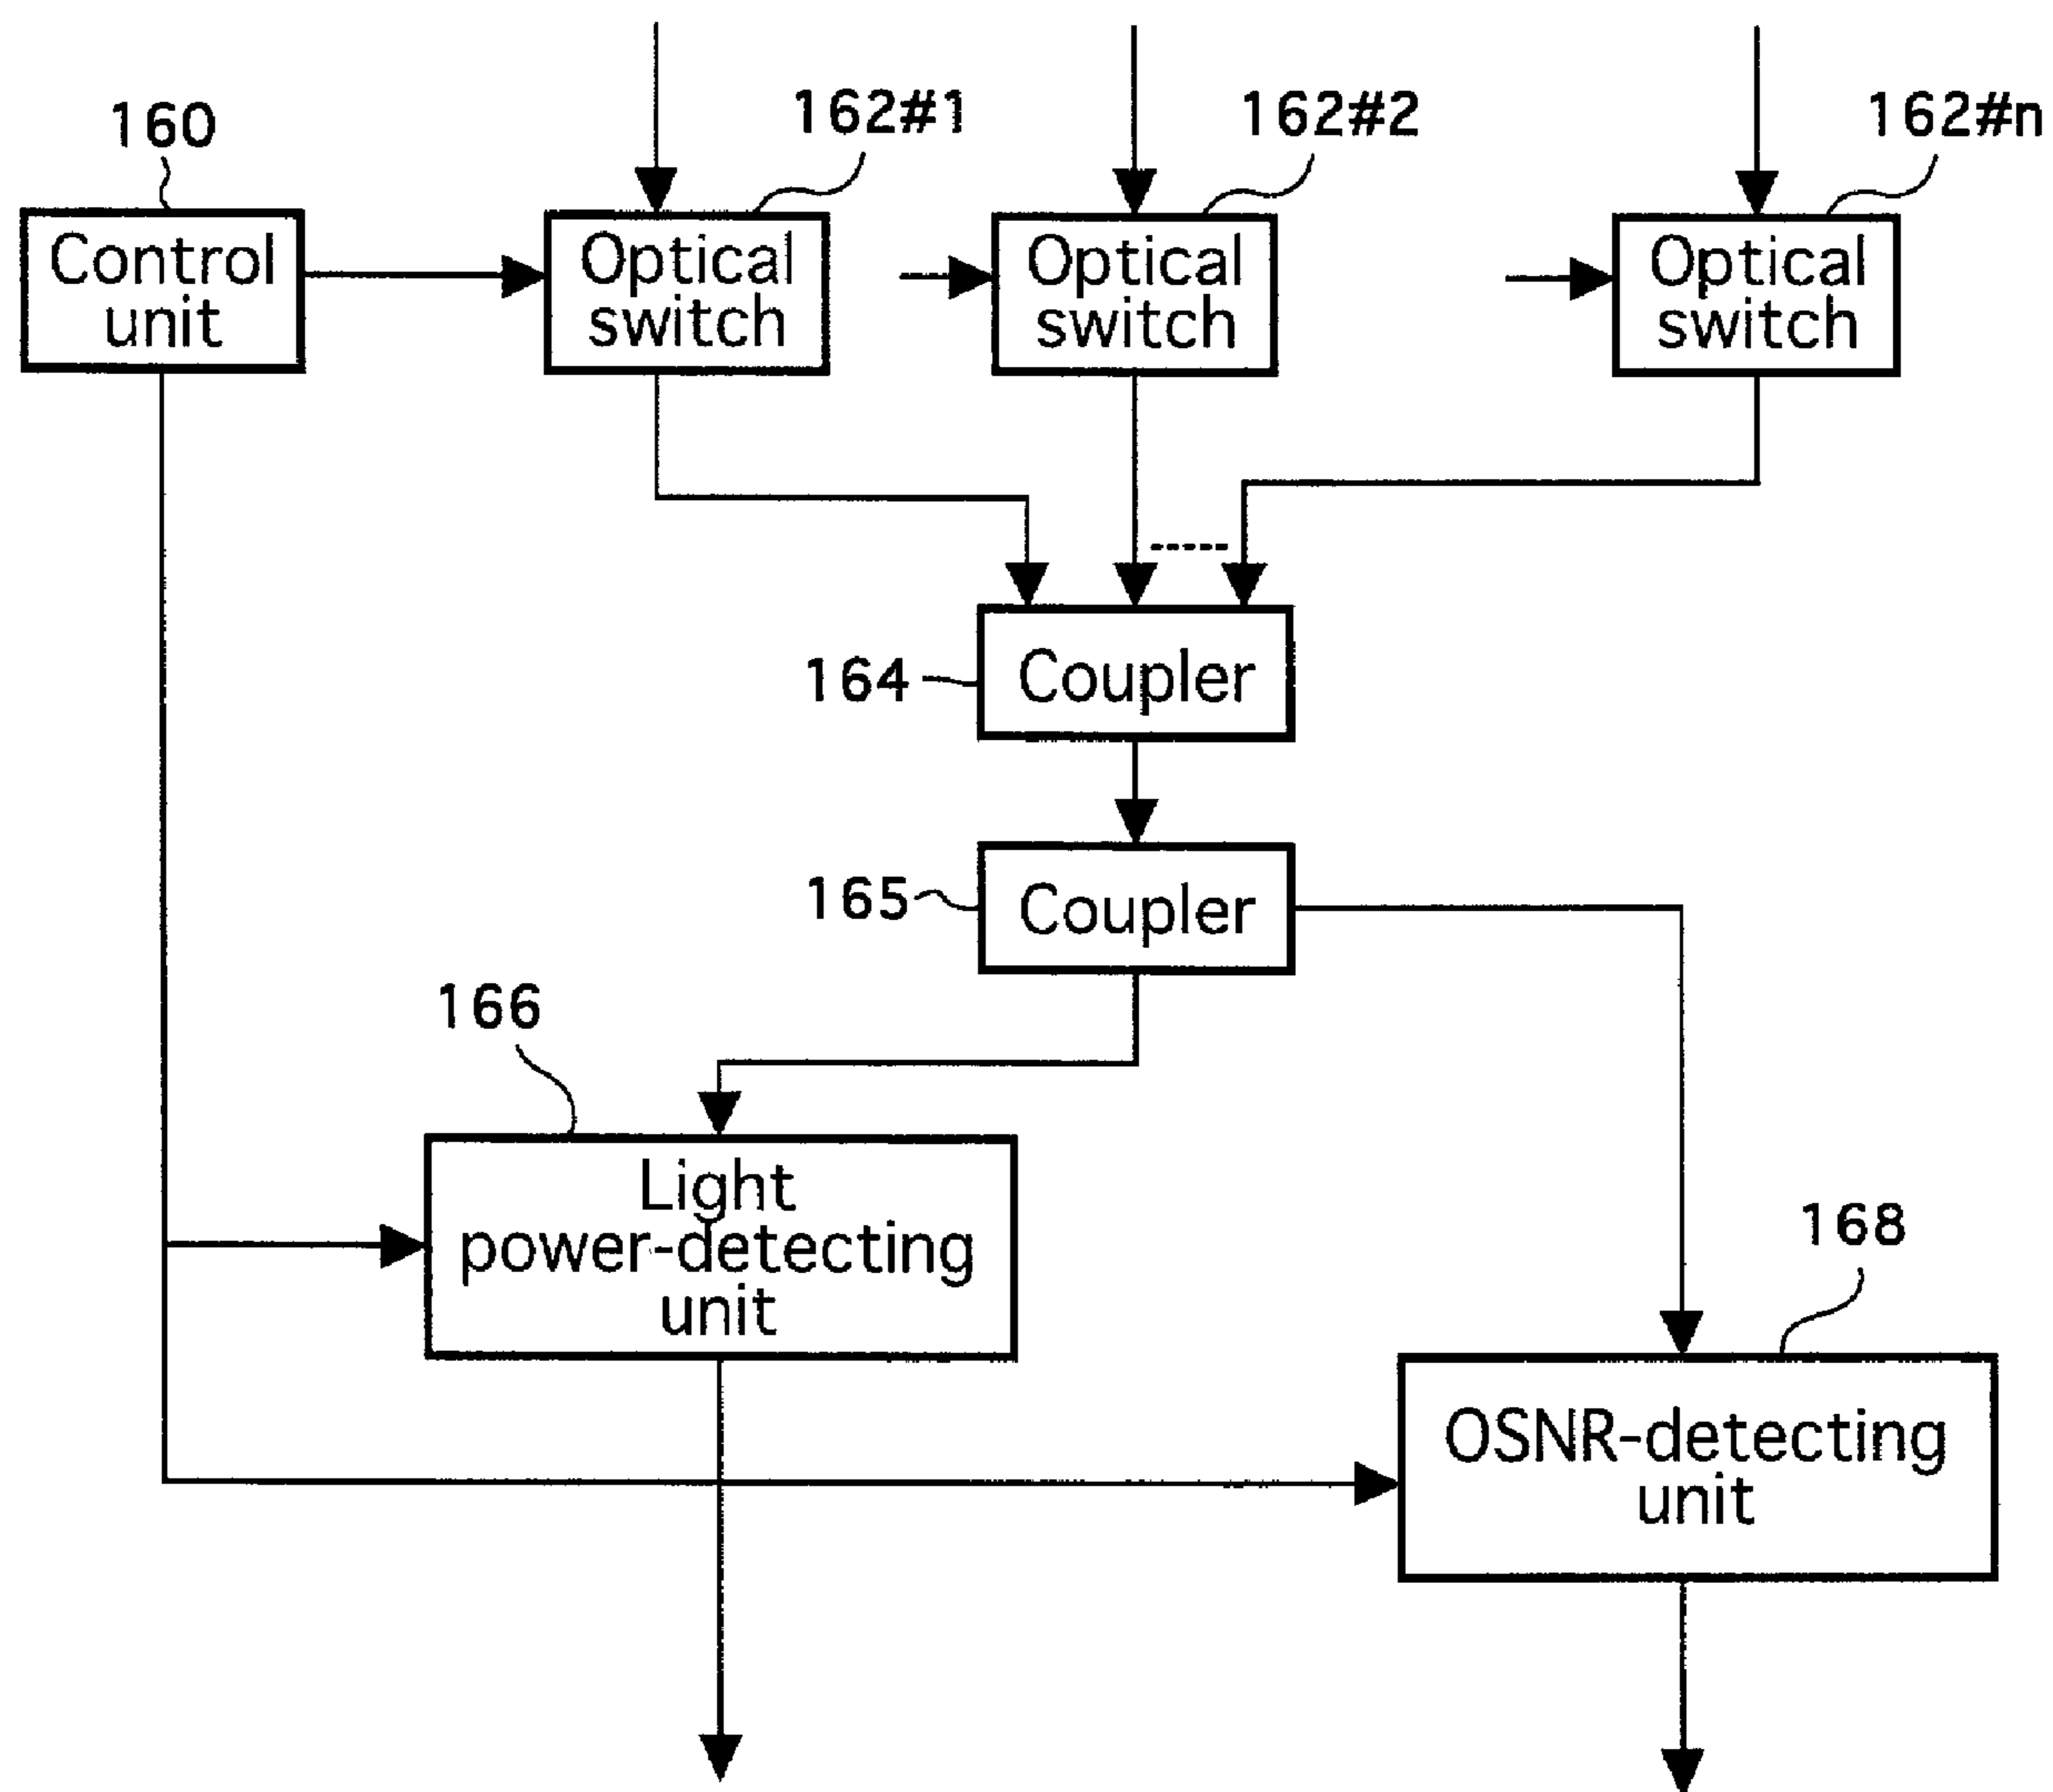 160
162#1
162#2
162#n
Control
unit
Optical
switch
Optical
switch
Optical
switch
164
Coupler
165
Coupler
166
Light
power-detecting
unit
168
OSNR-detecting
unit